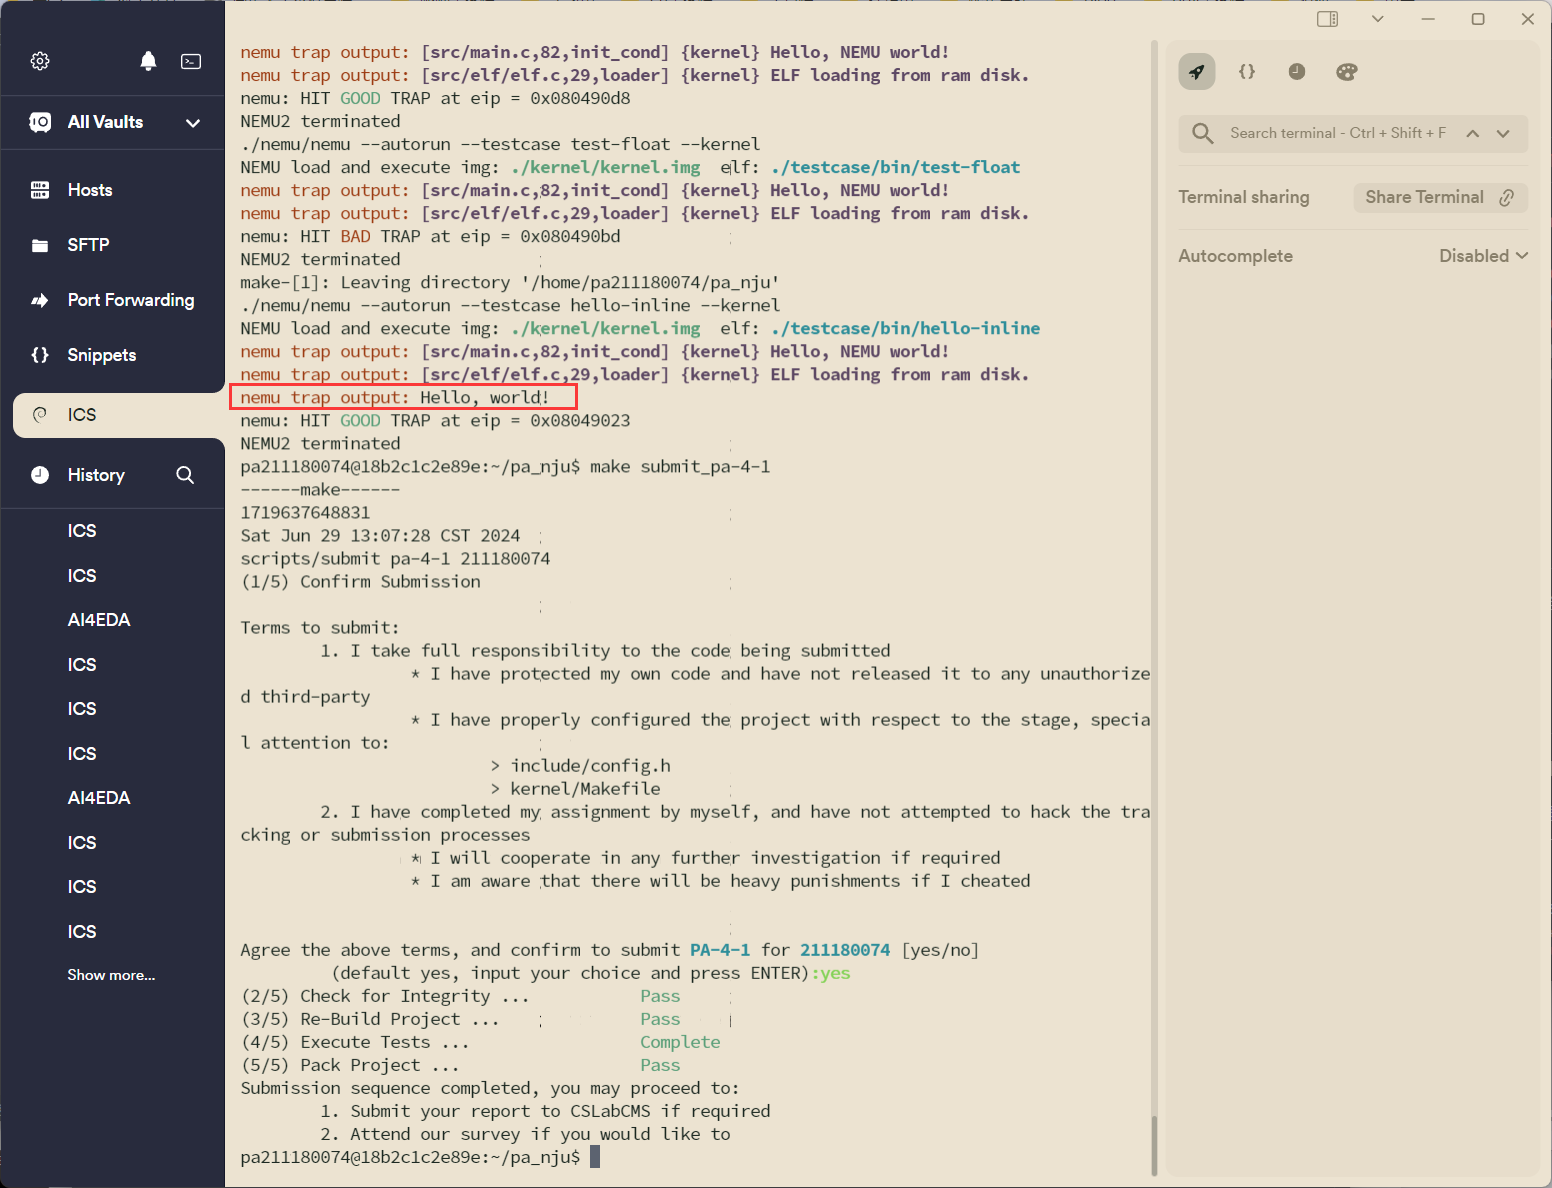 All Vaults
Hosts
SFTP
Port Forwarding
Snippets
ICS
History
ICS
ICS
AI4EDA
ICS
ICS
ICS
AI4EDA
ICS
ICS
ICS
Show more...
nemu trap output: [src/main.c,82,init_cond] {kernel} Hello, NEMU world!
nemu trap output: [src/elf/elf.c,29,loader] {kernel} ELF loading from ram disk.
nemu: HIT GOOD TRAP at eip = 0x080490d8
NEMU2 terminated
./nemu/nemu --autorun --testcase test-float --kernel
NEMU load and execute img: ./kernel/kernel.img  elf: ./testcase/bin/test-float
nemu trap output: [src/main.c,82,init_cond] {kernel} Hello, NEMU world!
nemu trap output: [src/elf/elf.c,29,loader] {kernel} ELF loading from ram disk.
nemu: HIT BAD TRAP at eip = 0x080490bd
NEMU2 terminated
make-[1]: Leaving directory '/home/pa211180074/pa_nju'
./nemu/nemu --autorun --testcase hello-inline --kernel
NEMU load and execute img: ./kernel/kernel.img  elf: ./testcase/bin/hello-inline
nemu trap output: [src/main.c,82,init_cond] {kernel} Hello, NEMU world!
nemu trap output: [src/elf/elf.c,29,loader] {kernel} ELF loading from ram disk.
nemu trap output: Hello, world!
nemu: HIT GOOD TRAP at eip = 0x08049023
NEMU2 terminated
pa211180074@18b2c1c2e89e:~/pa_nju$ make submit_pa-4-1
------make------
1719637648831
Sat Jun 29 13:07:28 CST 2024
scripts/submit pa-4-1 211180074
(1/5) Confirm Submission
Terms to submit:
1. I take full responsibility to the code being submitted
* I have protected my own code and have not released it to any unauthorize
d third-party
* I have properly configured the project with respect to the stage, specia
l attention to:
> include/config.h
> kernel/Makefile
2. I have completed my assignment by myself, and have not attempted to hack the tra
cking or submission processes
* I will cooperate in any further investigation if required
* I am aware that there will be heavy punishments if I cheated
Agree the above terms, and confirm to submit PA-4-1 for 211180074 [yes/no]
(default yes, input your choice and press ENTER):yes
(2/5) Check for Integrity ... Pass
(3/5) Re-Build Project ... Pass
(4/5) Execute Tests ... Complete
(5/5) Pack Project ... Pass
Submission sequence completed, you may proceed to:
1. Submit your report to CSLabCMS if required
2. Attend our survey if you would like to
pa211180074@18b2c1c2e89e:~/pa_nju$
Search terminal - Ctrl + Shift + F
Terminal sharing
Share Terminal
Autocomplete
Disabled